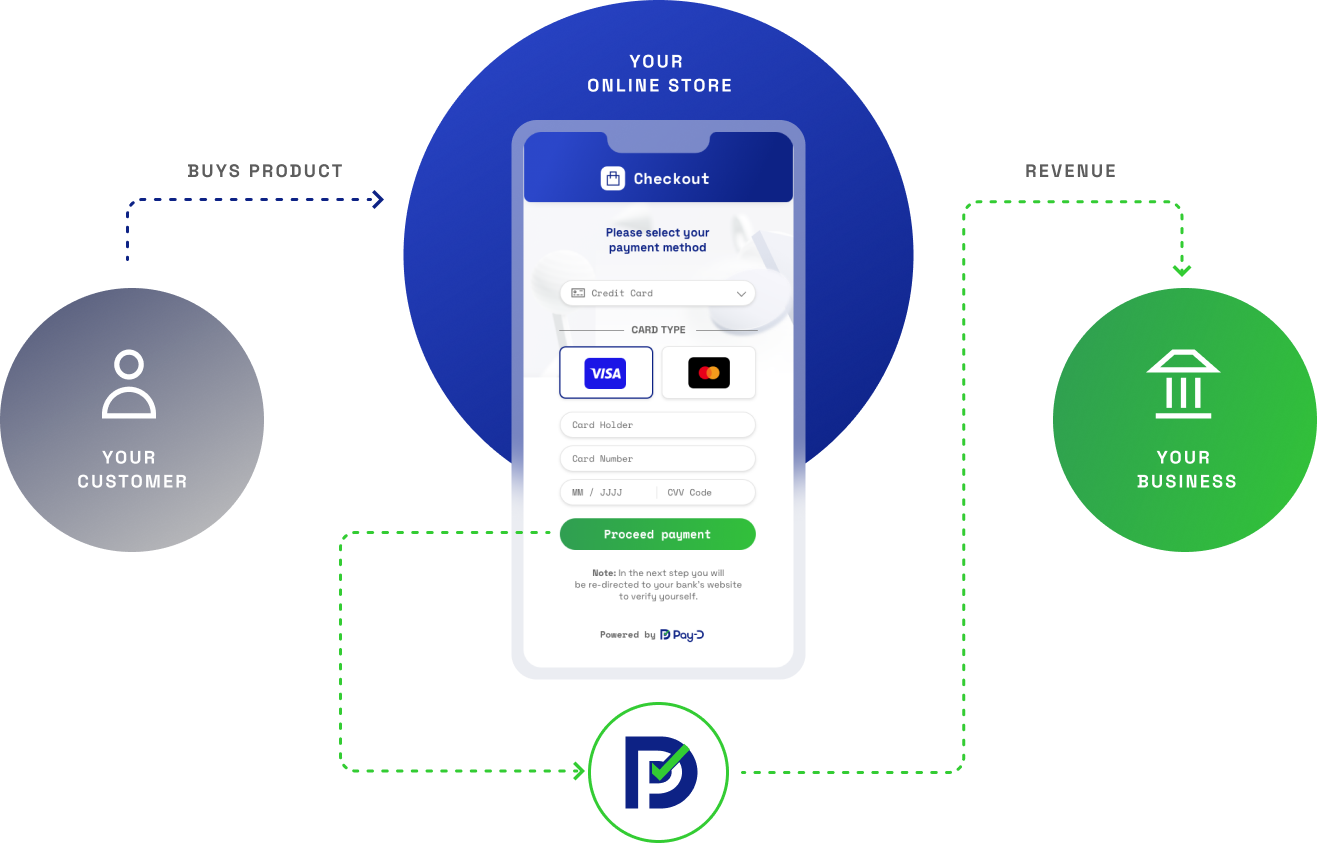 YOUR
ONLINE STORE
BUYS PRODUCT
REVENUE
Checkout
Please select your
payment method
Credit Card
CARD TYPE
VISA
YOUR
CUSTOMER
Card Holder
Card Number
MM / JJJJ
CVV Code
Proceed payment
Note: In the next step you will
be re-directed to your bank's website
to verify yourself.
Powered by Pay-D
YOUR
BUSINESS